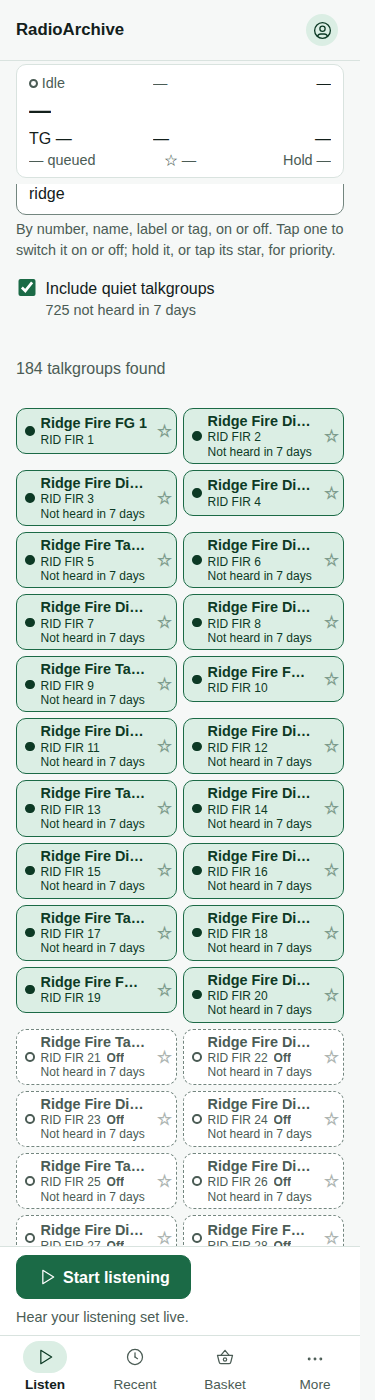 RadioArchive
Idle — —
—
TG — — —
— queued ☆ — Hold —
ridge
By number, name, label or tag, on or off. Tap one to
switch it on or off; hold it, or tap its star, for priority.
Include quiet talkgroups
725 not heard in 7 days
184 talkgroups found
Ridge Fire FG 1
RID FIR 1
Ridge Fire Di…
RID FIR 2
Not heard in 7 days
Ridge Fire Di…
RID FIR 3
Not heard in 7 days
Ridge Fire Di…
RID FIR 4
Ridge Fire Ta…
RID FIR 5
Not heard in 7 days
Ridge Fire Di…
RID FIR 6
Not heard in 7 days
Ridge Fire Di…
RID FIR 7
Not heard in 7 days
Ridge Fire Di…
RID FIR 8
Not heard in 7 days
Ridge Fire Ta…
RID FIR 9
Not heard in 7 days
Ridge Fire F…
RID FIR 10
Ridge Fire Di…
RID FIR 11
Not heard in 7 days
Ridge Fire Di…
RID FIR 12
Not heard in 7 days
Ridge Fire Ta…
RID FIR 13
Not heard in 7 days
Ridge Fire Di…
RID FIR 14
Not heard in 7 days
Ridge Fire Di…
RID FIR 15
Not heard in 7 days
Ridge Fire Di…
RID FIR 16
Not heard in 7 days
Ridge Fire Ta…
RID FIR 17
Not heard in 7 days
Ridge Fire Di…
RID FIR 18
Not heard in 7 days
Ridge Fire F…
RID FIR 19
Ridge Fire Di…
RID FIR 20
Not heard in 7 days
Ridge Fire Ta…
RID FIR 21 Off
Not heard in 7 days
Ridge Fire Di…
RID FIR 22 Off
Not heard in 7 days
Ridge Fire Di…
RID FIR 23 Off
Not heard in 7 days
Ridge Fire Di…
RID FIR 24 Off
Not heard in 7 days
Ridge Fire Ta…
RID FIR 25 Off
Not heard in 7 days
Ridge Fire Di…
RID FIR 26 Off
Not heard in 7 days
Ridge Fire Di…
RID FIR 27 Off
Ridge Fire F…
RID FIR 28 Off
Start listening
Hear your listening set live.
Listen Recent Basket More